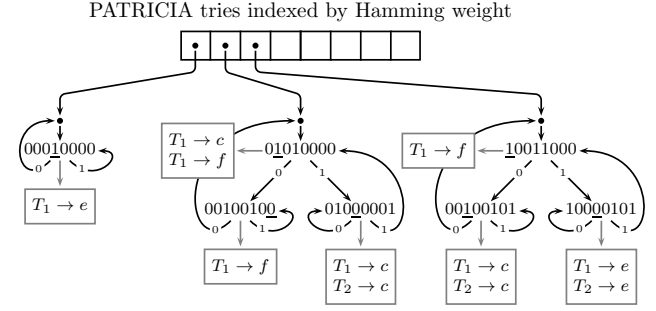 PATRICIA tries indexed by Hamming weight
00010000
0 1
T₁ → e
T₁ → c
T₁ → f
01010000
0 1
00100100
0 1
T₁ → f
01000001
0 1
T₁ → c
T₂ → c
T₁ → f
10011000
0 1
00100101
0 1
T₁ → c
T₂ → c
10000101
0 1
T₁ → e
T₂ → e